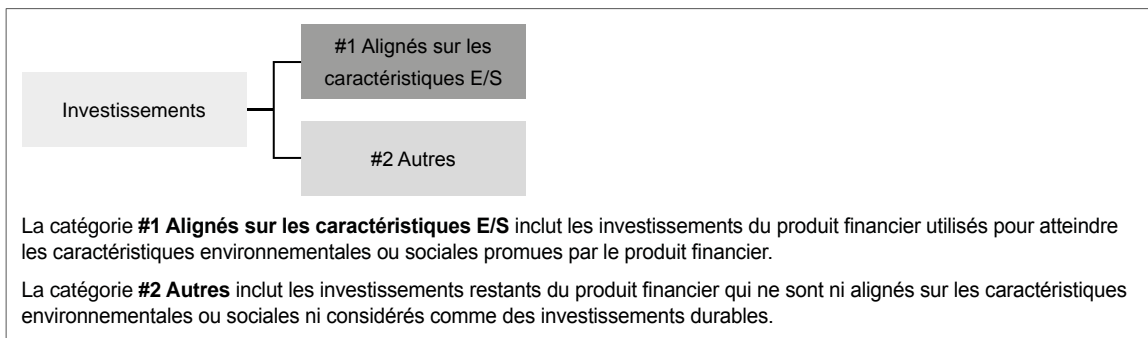 #1 Alignés sur les
caractéristiques E/S
Investissements
#2 Autres
La catégorie #1 Alignés sur les caractéristiques E/S inclut les investissements du produit financier utilisés pour atteindre
les caractéristiques environnementales ou sociales promues par le produit financier.
La catégorie #2 Autres inclut les investissements restants du produit financier qui ne sont ni alignés sur les caractéristiques
environnementales ou sociales ni considérés comme des investissements durables.